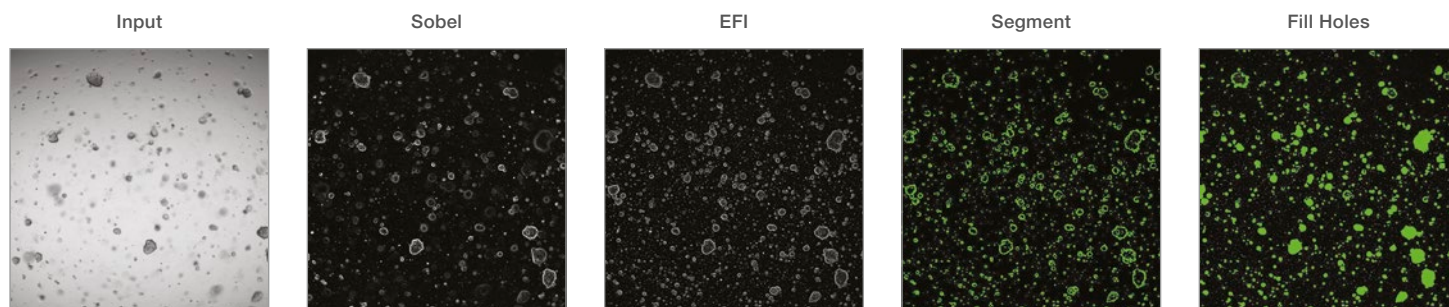 Input
Sobel
EFI
Segment
Fill Holes